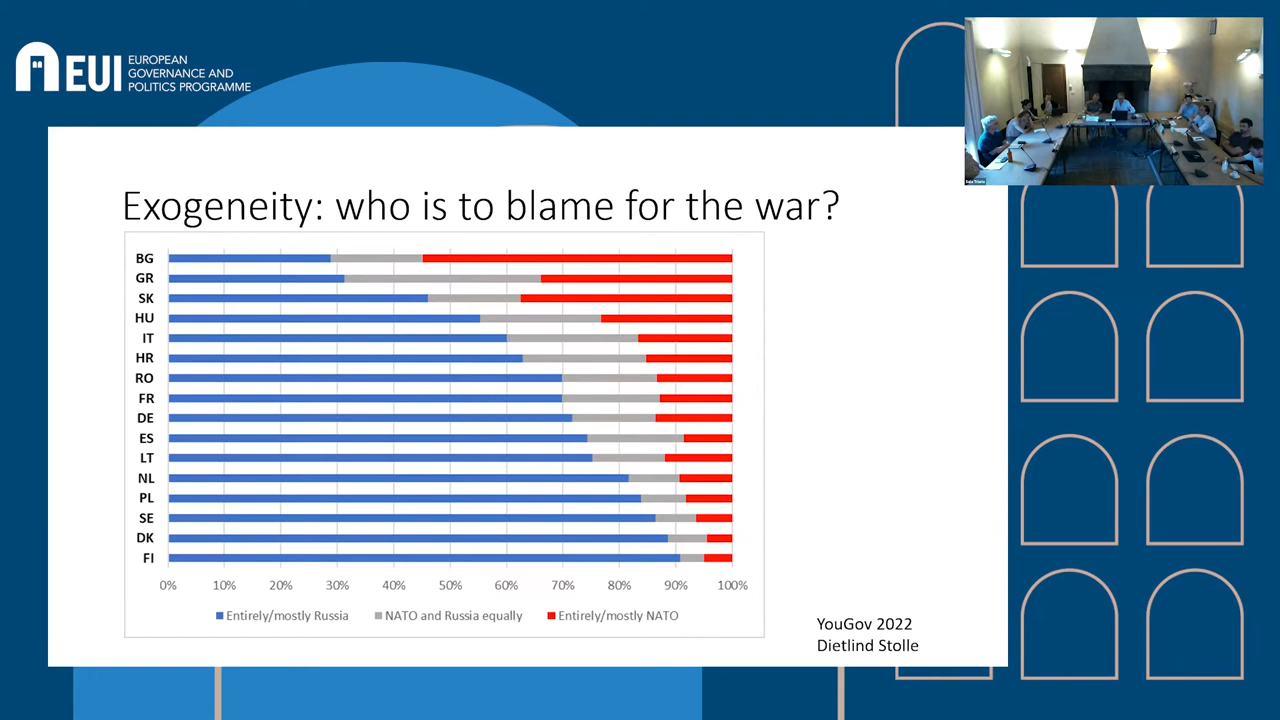 EUI
EUROPEAN
GOVERNANCE AND
POLITICS PROGRAMME
Exogeneity: who is to blame for the war?
BG
GR
SK
HU
IT
HR
RO
FR
DE
ES
LT
NL
PL
SE
DK
FI
0% 10% 20% 30% 40% 50% 60% 70% 80% 90% 100%
Entirely/mostly Russia NATO and Russia equally Entirely/mostly NATO
YouGov 2022
Dietlind Stolle